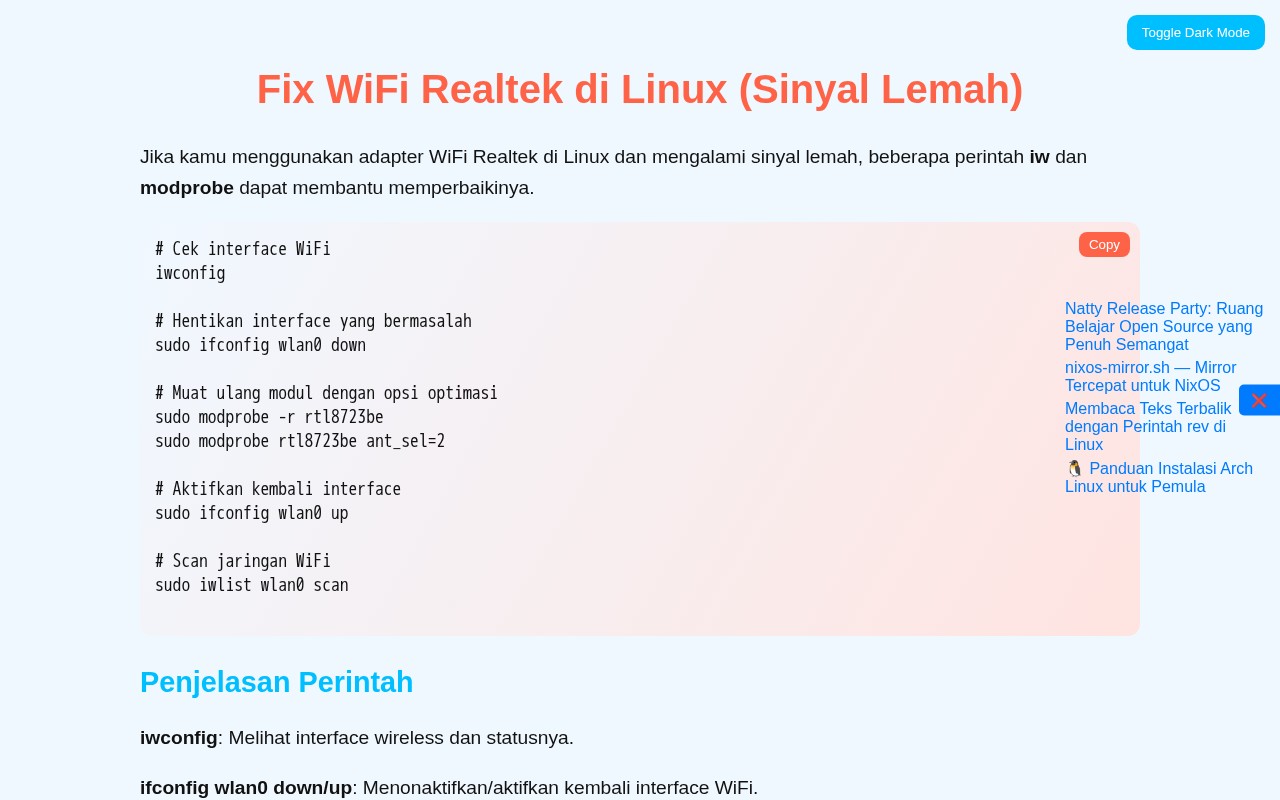 Toggle Dark Mode
Fix WiFi Realtek di Linux (Sinyal Lemah)
Jika kamu menggunakan adapter WiFi Realtek di Linux dan mengalami sinyal lemah, beberapa perintah iw dan
modprobe dapat membantu memperbaikinya.
Copy
# Cek interface WiFi
iwconfig
# Hentikan interface yang bermasalah
sudo ifconfig wlan0 down
# Muat ulang modul dengan opsi optimasi
sudo modprobe -r rtl8723be
sudo modprobe rtl8723be ant_sel=2
# Aktifkan kembali interface
sudo ifconfig wlan0 up
# Scan jaringan WiFi
sudo iwlist wlan0 scan
Natty Release Party: Ruang
Belajar Open Source yang
Penuh Semangat
nixos-mirror.sh — Mirror
Tercepat untuk NixOS
Membaca Teks Terbalik
dengan Perintah rev di
Linux
🐧 Panduan Instalasi Arch
Linux untuk Pemula
Penjelasan Perintah
iwconfig: Melihat interface wireless dan statusnya.
ifconfig wlan0 down/up: Menonaktifkan/aktifkan kembali interface WiFi.